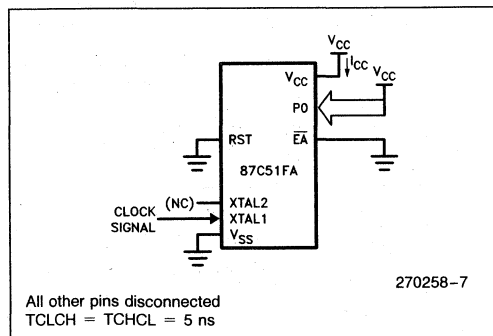 VCC
ICC
VCC
VCC
P0
RST
EA
87C51FA
(NC)
XTAL2
CLOCK
SIGNAL
XTAL1
VSS
270258-7
All other pins disconnected
TCLCH = TCHCL = 5 ns